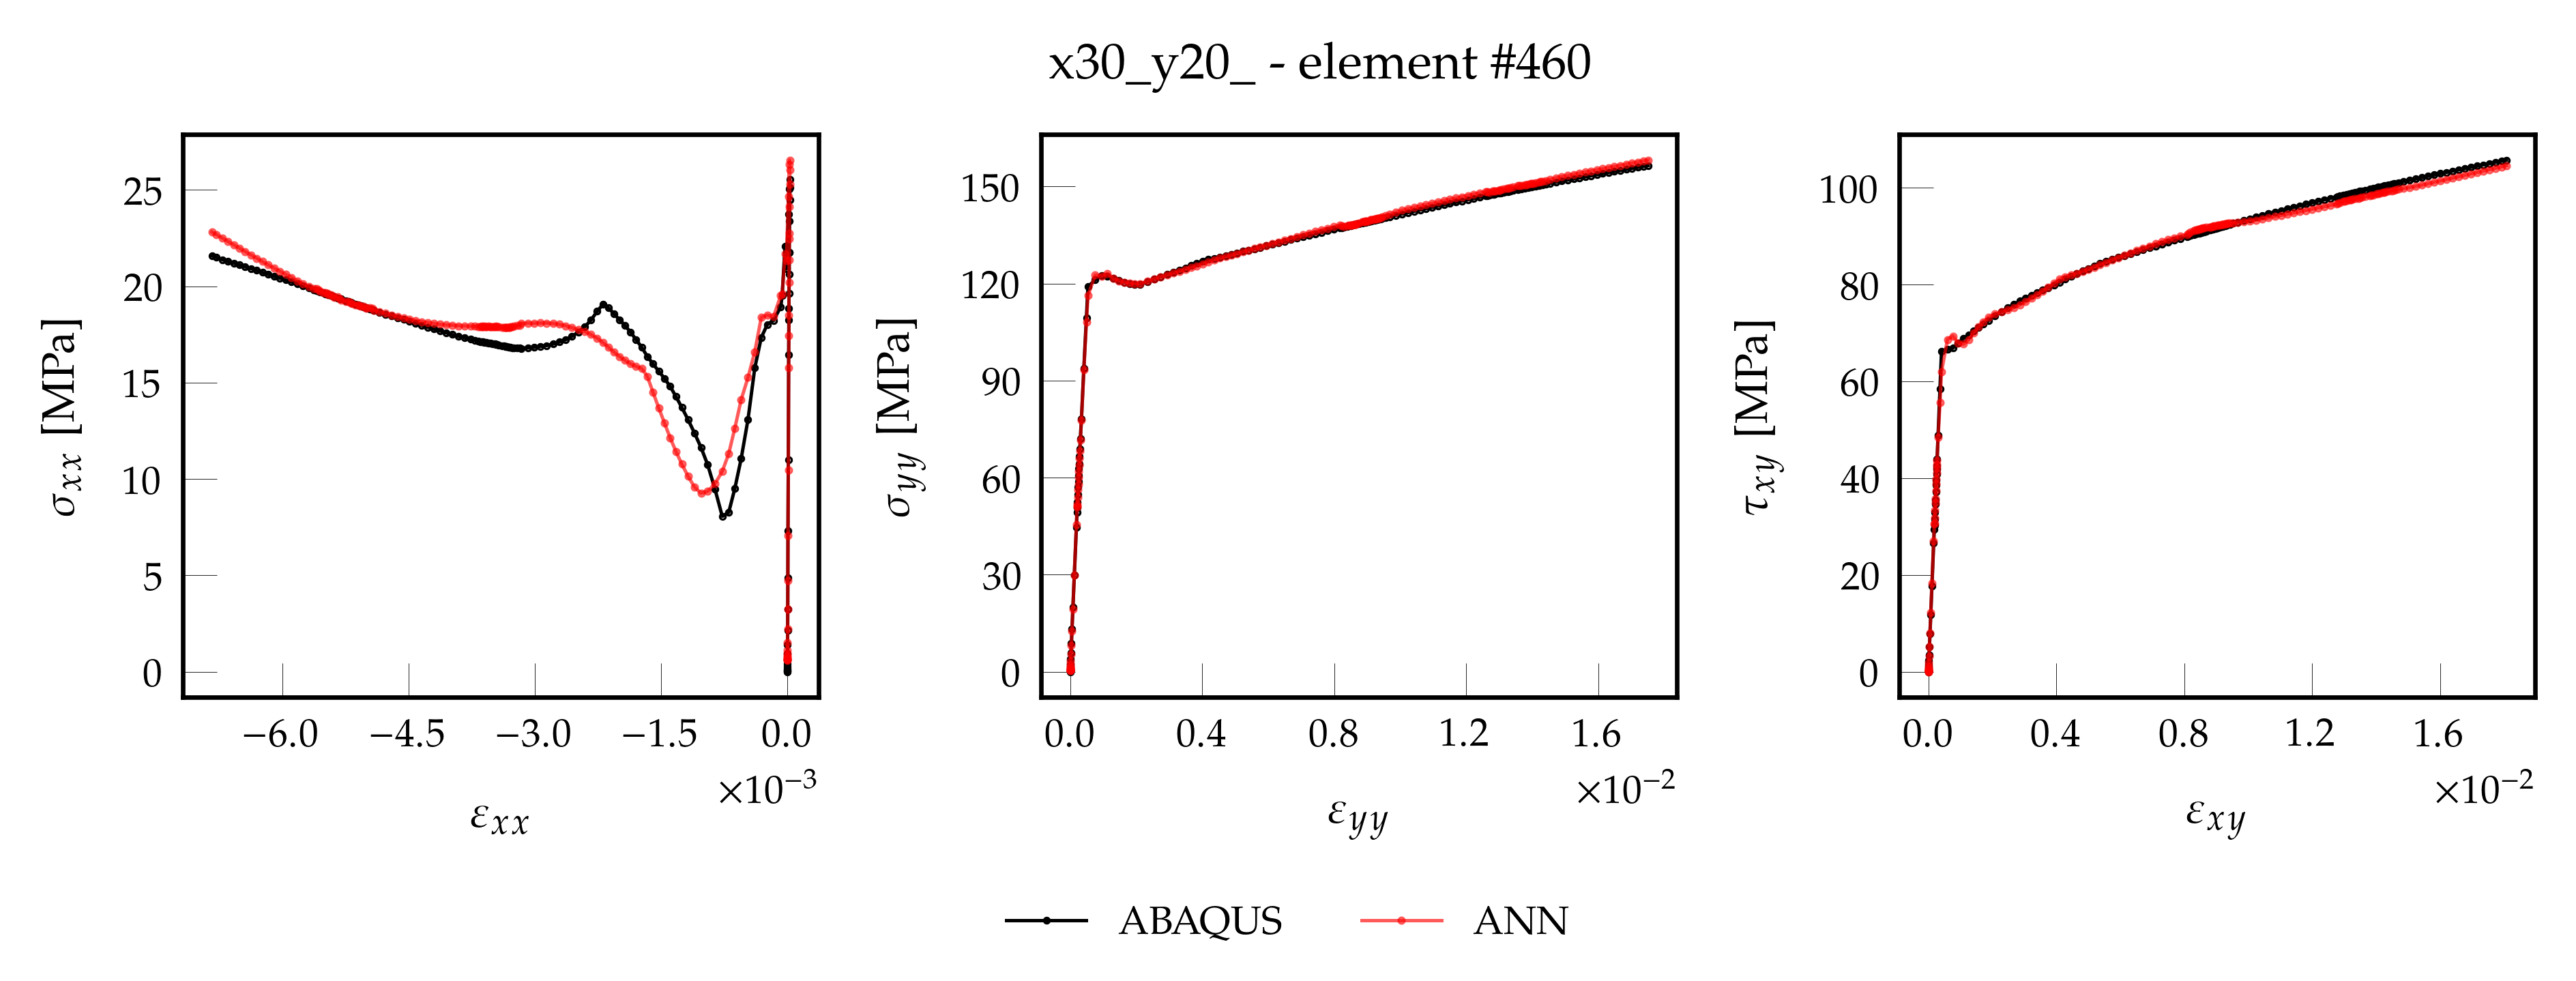 x30_y20_ - element #460
σxx [MPa]
25
20
15
10
5
0
−6.0 −4.5 −3.0 −1.5 0.0
×10−3
εxx
σyy [MPa]
150
120
90
60
30
0
0.0 0.4 0.8 1.2 1.6
×10−2
εyy
τxy [MPa]
100
80
60
40
20
0
0.0 0.4 0.8 1.2 1.6
×10−2
εxy
ABAQUS ANN